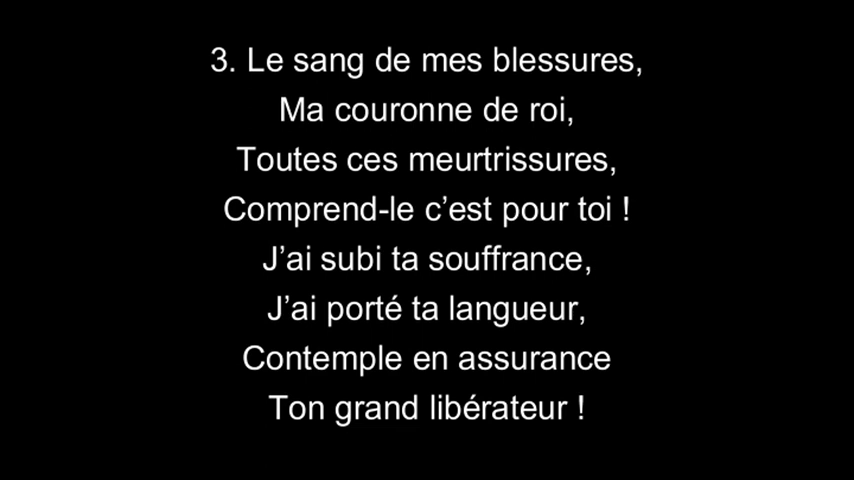 3. Le sang de mes blessures,
Ma couronne de roi,
Toutes ces meurtrissures,
Comprend-le c’est pour toi !
J’ai subi ta souffrance,
J’ai porté ta langueur,
Contemple en assurance
Ton grand libérateur !